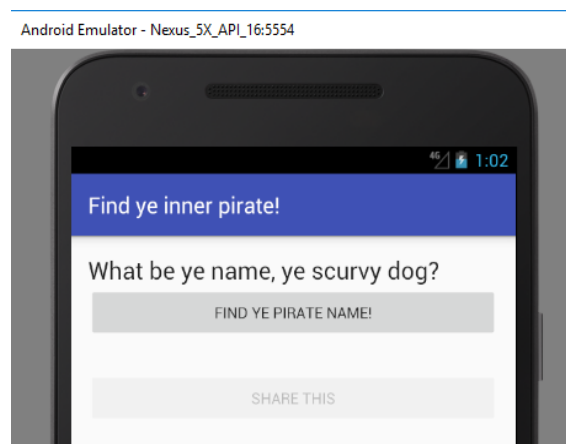 Android Emulator - Nexus_5X_API_16:5554
4G 1:02
Find ye inner pirate!
What be ye name, ye scurvy dog?
FIND YE PIRATE NAME!
SHARE THIS